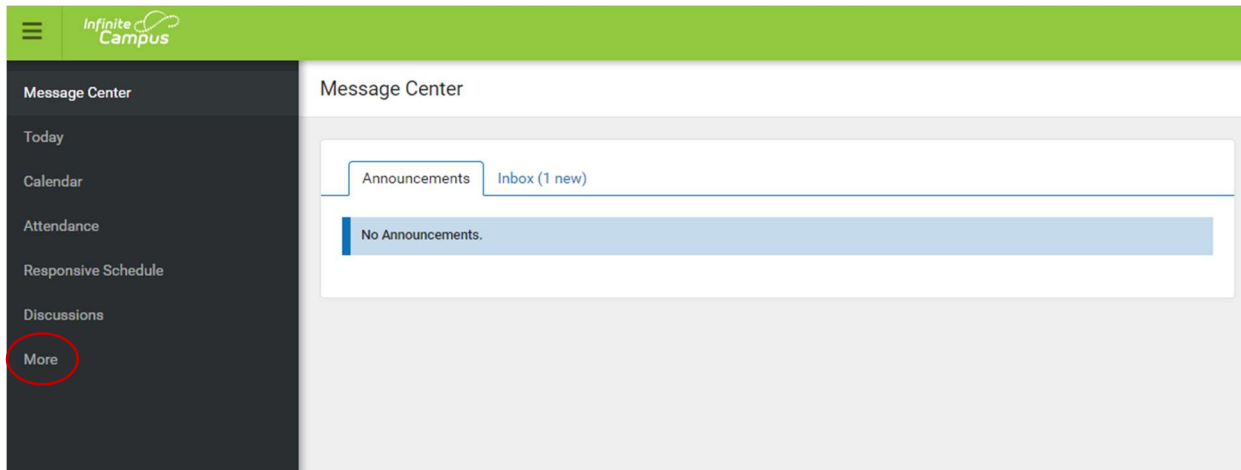 Infinite
Campus
Message Center
Today
Calendar
Attendance
Responsive Schedule
Discussions
More
Message Center
Announcements Inbox (1 new)
No Announcements.